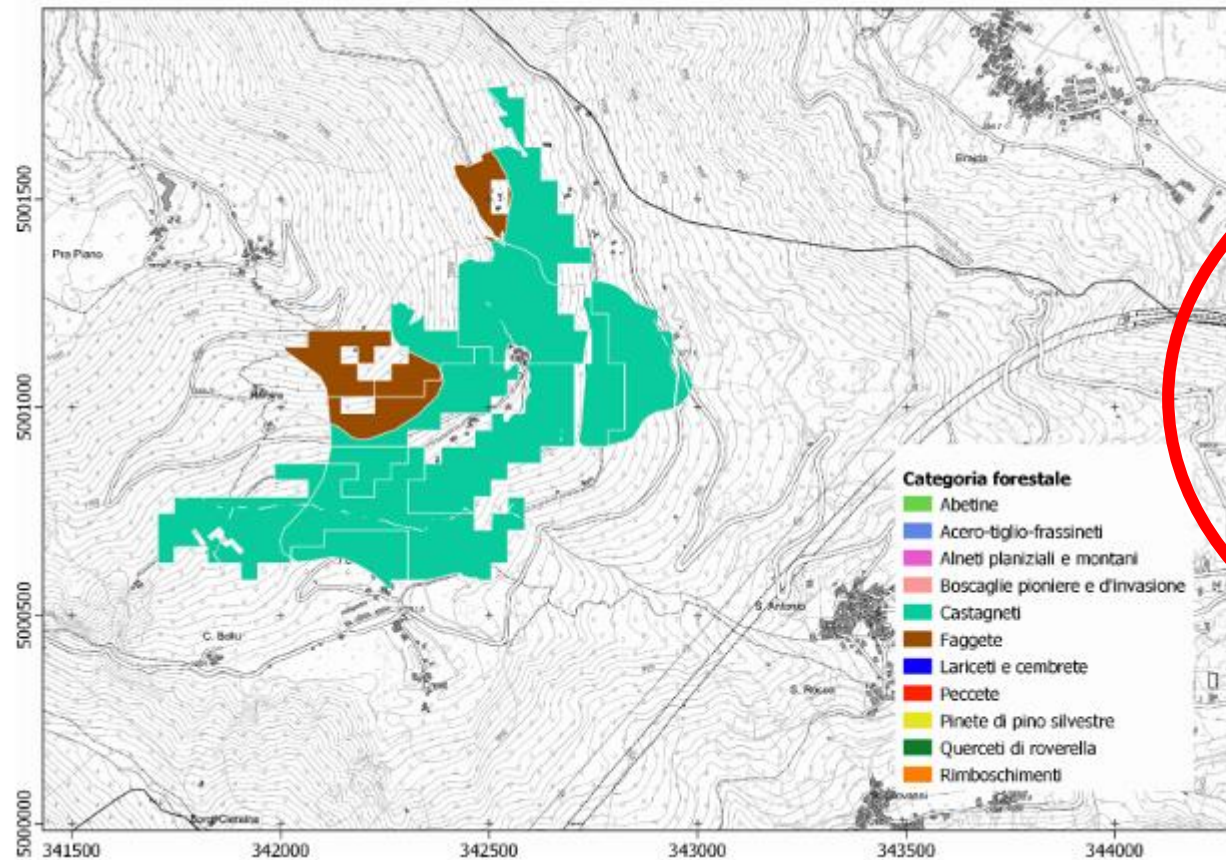 Braida
Pra Piano
5001500
5001000
5000500
5000000
Categoria forestale
Abetine
Acero-tiglio-frassineti
Alneti planiziali e montani
Boscaglie pioniere e d'invasione
Castagneti
Faggete
Lariceti e cembrete
Peccete
Pinete di pino silvestre
Querceti di roverella
Rimboschimenti
S. Antonio
S. Rocco
341500 342000 342500 343000 343500 344000